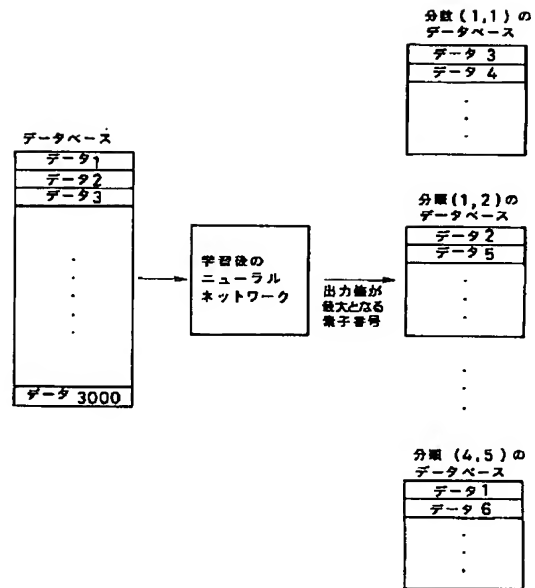 データベース
データ1
データ2
データ3
データ 3000
学習後の
ニューラル
ネットワーク
出力値が
最大となる
素子番号
分類(1,1)の
データベース
データ 3
データ 4
分類(1,2)の
データベース
データ2
データ5
分類(4,5)の
データベース
データ1
データ 6